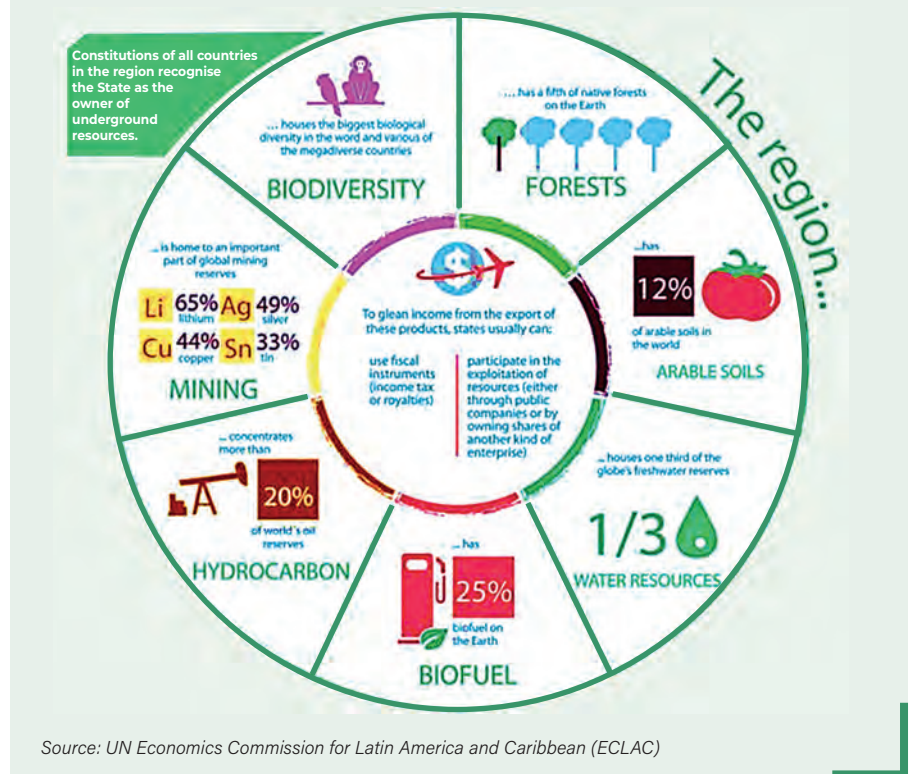 Constitutions of all countries
in the region recognise
the State as the
owner of
underground
resources.
The region...
... houses the biggest biological
diversity in the word and various of
the megadiverse countries
BIODIVERSITY
... has a fifth of native forests
on the Earth
FORESTS
...has
12%
of arable soils in
the world
ARABLE SOILS
... houses one third of the
globe's freshwater reserves
1/3
WATER RESOURCES
... has
25%
biofuel on
the Earth
BIOFUEL
... concentrates
more than
20%
of world's oil
reserves
HYDROCARBON
... is home to an important
part of global mining
reserves
Li 65% lithium
Ag 49% silver
Cu 44% copper
Sn 33% tin
MINING
To glean income from the export of
these products, states usually can:
use fiscal
instruments
(income tax
or royalties)
participate in the
exploitation of
resources (either
through public
companies or by
owning shares of
another kind of
enterprise)
Source: UN Economics Commission for Latin America and Caribbean (ECLAC)